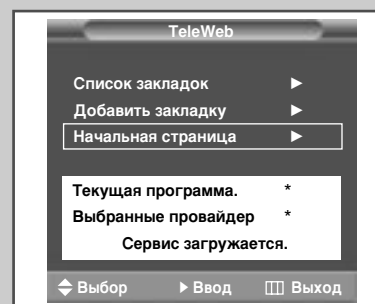 TeleWeb
Список закладок ►
Добавить закладку ►
Начальная страница ►
Текущая программа. *
Выбранные провайдер *
Сервис загружается.
Выбор Ввод Выход